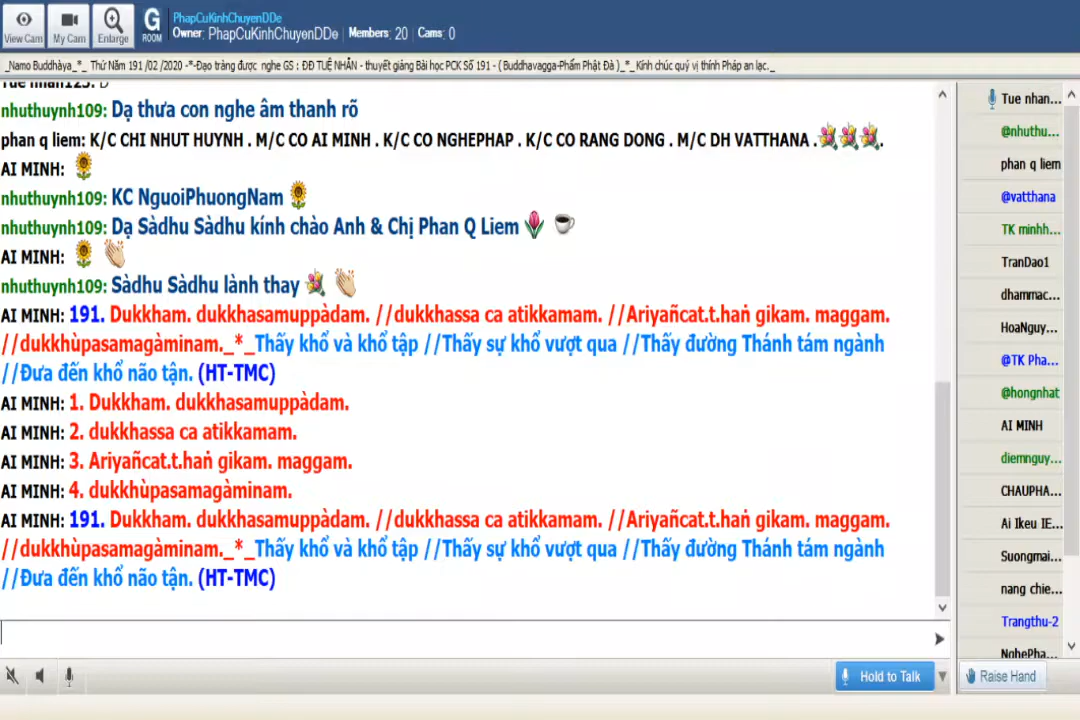 View Cam
My Cam
Enlarge
G
ROOM
PhapCuKinhChuyenDDe
Owner: PhapCuKinhChuyenDDe Members: 20 Cams: 0
_Namo Buddhàya_*_ Thứ Năm 191 /02 /2020 -*-Đạo tràng được nghe GS : ĐĐ TUỆ NHÂN - thuyết giảng Bài học PCK Số 191 - ( Buddhavagga-Phẩm Phật Đà )_*_Kính chúc quý vị thính Pháp an lạc._
nhuthuynh109: Dạ thưa con nghe âm thanh rõ
phan q liem: K/C CHI NHUT HUYNH . M/C CO AI MINH . K/C CO NGHEPHAP . K/C CO RANG DONG . M/C DH VATTHANA . .
AI MINH:
nhuthuynh109: KC NguoiPhuongNam
nhuthuynh109: Dạ Sàdhu Sàdhu kính chào Anh & Chị Phan Q Liem
AI MINH:
nhuthuynh109: Sàdhu Sàdhu lành thay
AI MINH: 191. Dukkham. dukkhasamuppàdam. //dukkhassa ca atikkamam. //Ariyañcat.t.haṅ gikam. maggam.
//dukkhùpasamagàminam._*_Thấy khổ và khổ tập //Thấy sự khổ vượt qua //Thấy đường Thánh tám ngành
//Đưa đến khổ não tận. (HT-TMC)
AI MINH: 1. Dukkham. dukkhasamuppàdam.
AI MINH: 2. dukkhassa ca atikkamam.
AI MINH: 3. Ariyañcat.t.haṅ gikam. maggam.
AI MINH: 4. dukkhùpasamagàminam.
AI MINH: 191. Dukkham. dukkhasamuppàdam. //dukkhassa ca atikkamam. //Ariyañcat.t.haṅ gikam. maggam.
//dukkhùpasamagàminam._*_Thấy khổ và khổ tập //Thấy sự khổ vượt qua //Thấy đường Thánh tám ngành
//Đưa đến khổ não tận. (HT-TMC)
Tue nhan...
@nhuthu...
phan q liem
@vatthana
TK minhh...
TranDao1
dhammac...
HoaNguy...
@TK Pha...
@hongnhat
AI MINH
diemnguy...
CHAUPHA...
Ai Ikeu IE...
Suongmai...
nang chie...
Trangthu-2
NghePha...
Hold to Talk
Raise Hand